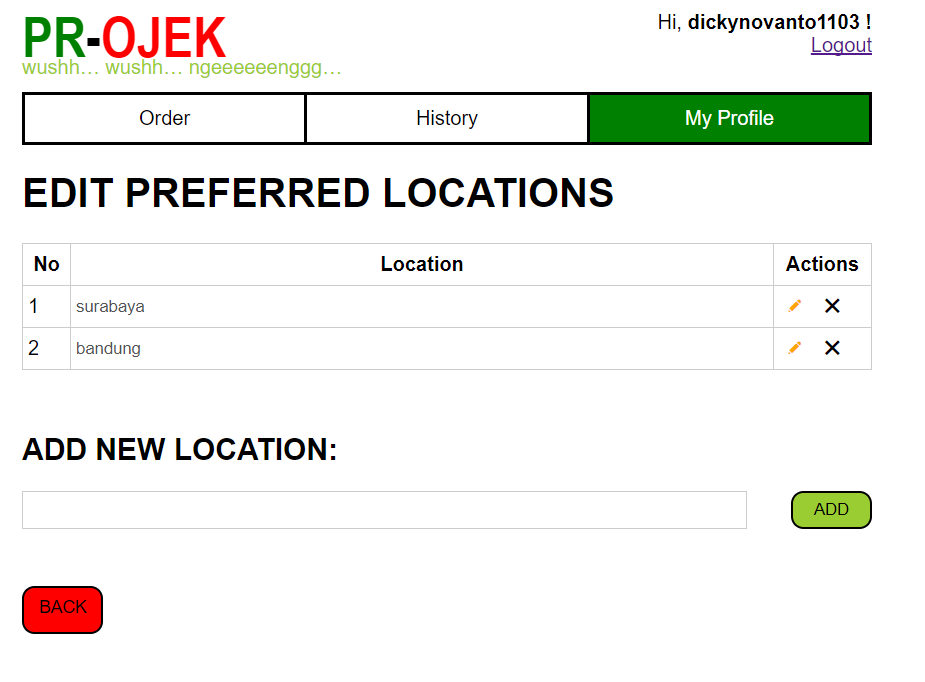 PR-OJEK
wushh... wushh... ngeeeeeenggg...
Hi, dickynovanto1103 !
Logout
Order History My Profile
EDIT PREFERRED LOCATIONS
No Location Actions
1 surabaya
2 bandung
ADD NEW LOCATION:
ADD
BACK